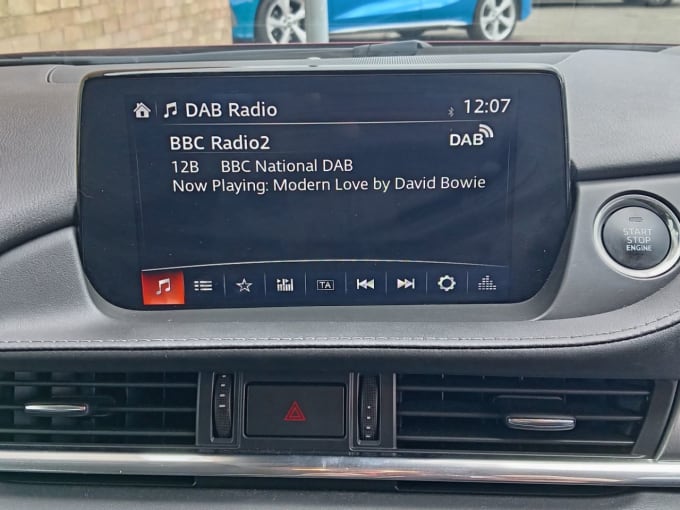 DAB Radio
12:07
BBC Radio2
DAB
12B BBC National DAB
Now Playing: Modern Love by David Bowie
TA
START
STOP
ENGINE